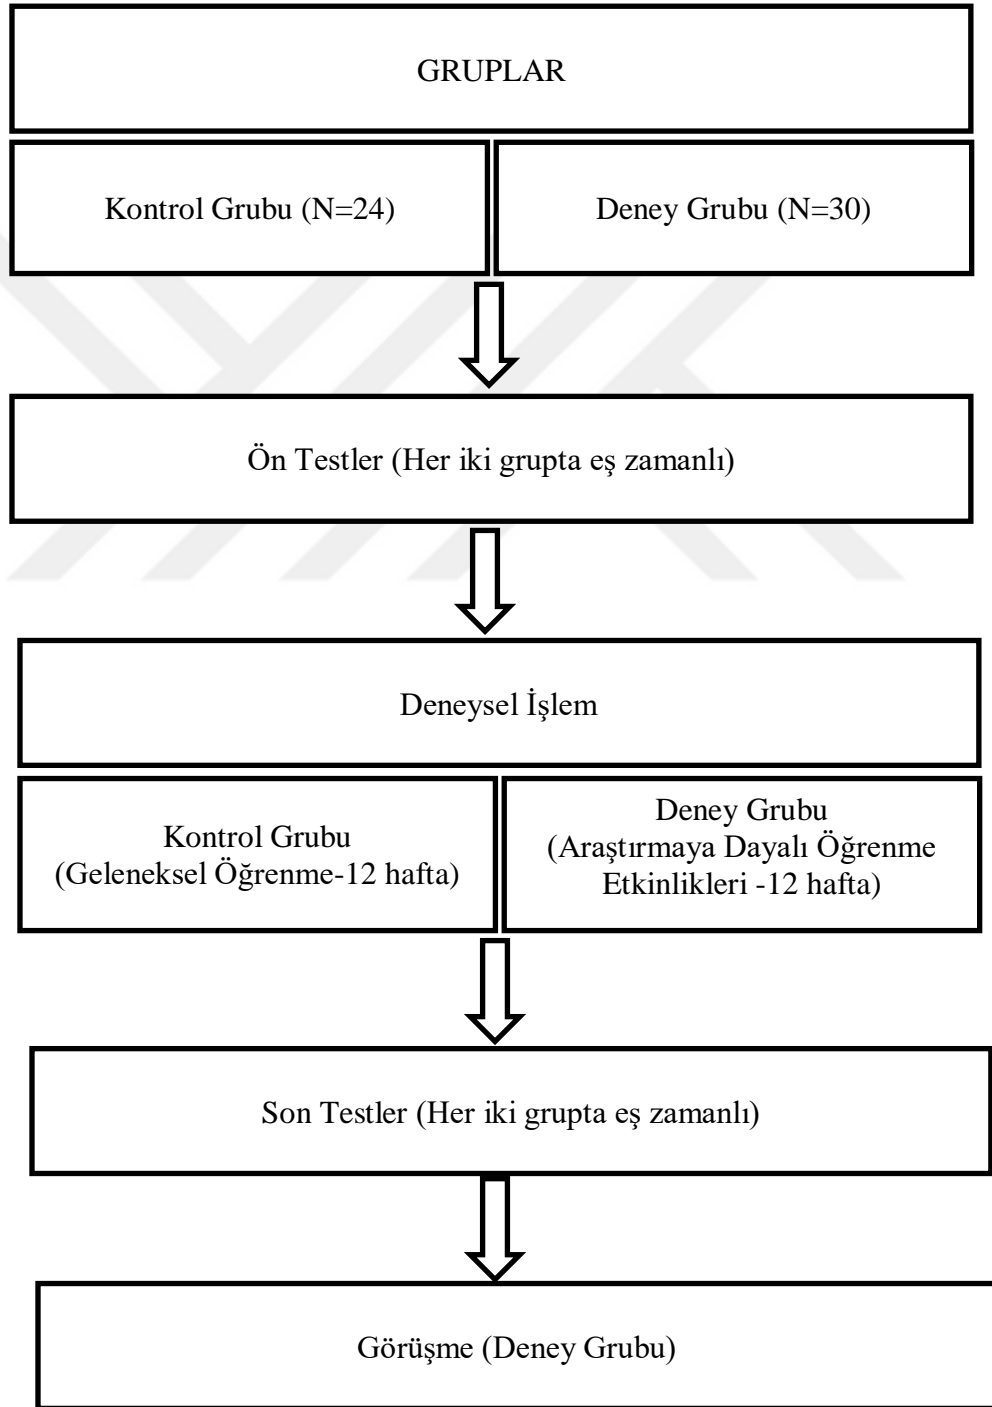 GRUPLAR
Kontrol Grubu (N=24)
Deney Grubu (N=30)
Ön Testler (Her iki grupta eş zamanlı)
Deneysel İşlem
Kontrol Grubu
(Geleneksel Öğrenme-12 hafta)
Deney Grubu
(Araştırmaya Dayalı Öğrenme
Etkinlikleri -12 hafta)
Son Testler (Her iki grupta eş zamanlı)
Görüşme (Deney Grubu)